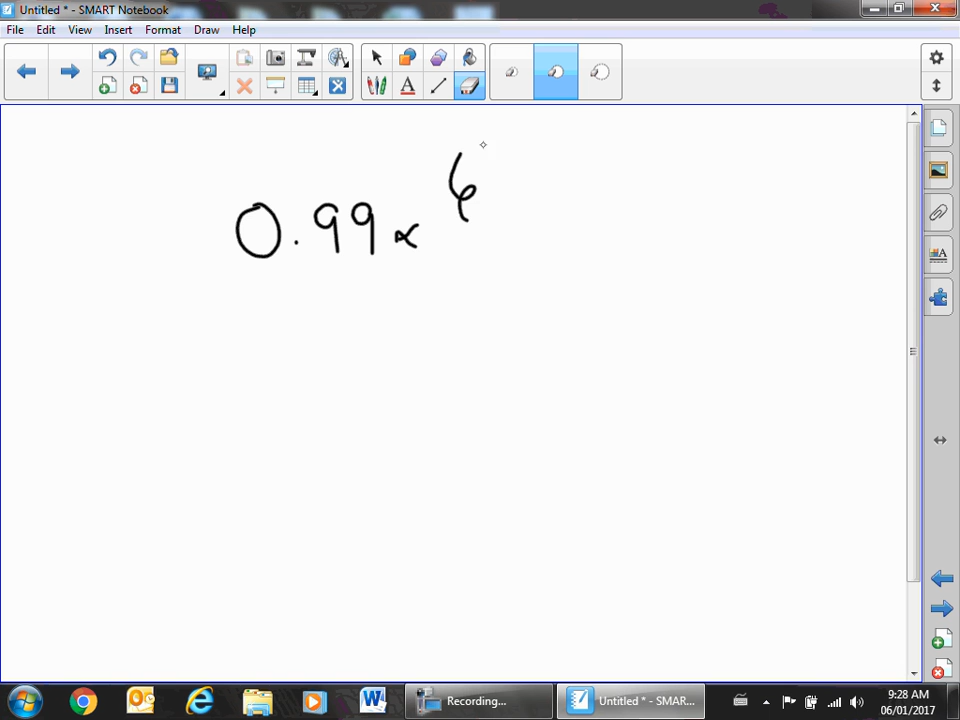 Untitled * - SMART Notebook
File Edit View Insert Format Draw Help
0.99 ×
Recording...
Untitled * - SMAR...
9:28 AM
06/01/2017